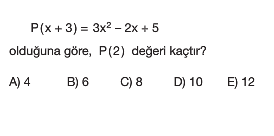 P(x + 3) = 3x² – 2x + 5
olduğuna göre, P(2) değeri kaçtır?
A) 4 B) 6 C) 8 D) 10 E) 12